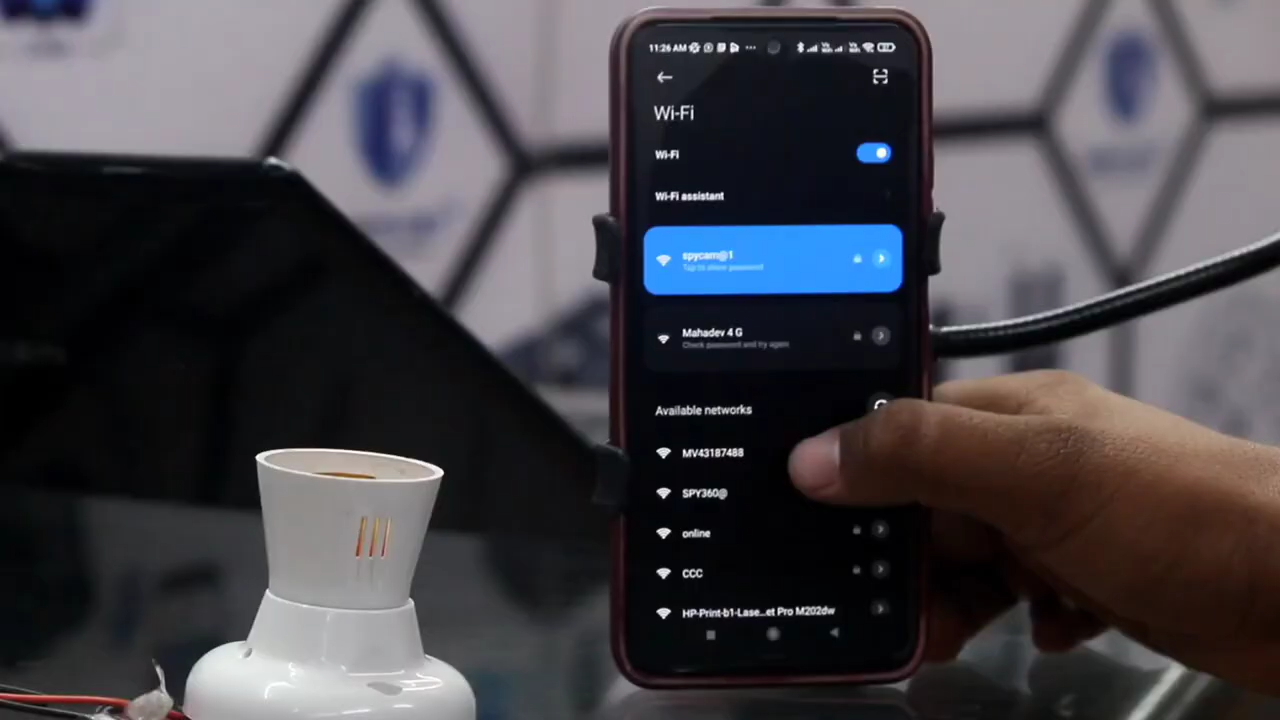 11:26 AM
Wi-Fi
Wi-Fi
Wi-Fi assistant
spycam@1
Tap to share password
Mahadev 4 G
Check password and try again
Available networks
MV43187488
SPY360@
online
CCC
HP-Print-b1-Lase...et Pro M202dw